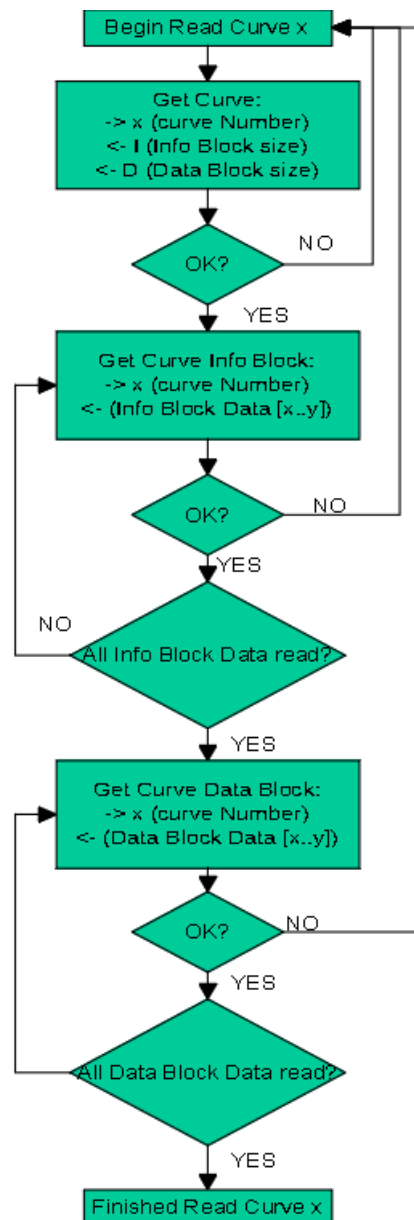 Begin Read Curve x
Get Curve:
-> x (curve Number)
<- I (Info Block size)
<- D (Data Block size)
NO
OK?
YES
Get Curve Info Block:
-> x (curve Number)
<- (Info Block Data [x..y])
NO
OK?
YES
NO
All Info Block Data read?
YES
Get Curve Data Block:
-> x (curve Number)
<- (Data Block Data [x..y])
NO
OK?
YES
All Data Block Data read?
YES
Finished Read Curve x